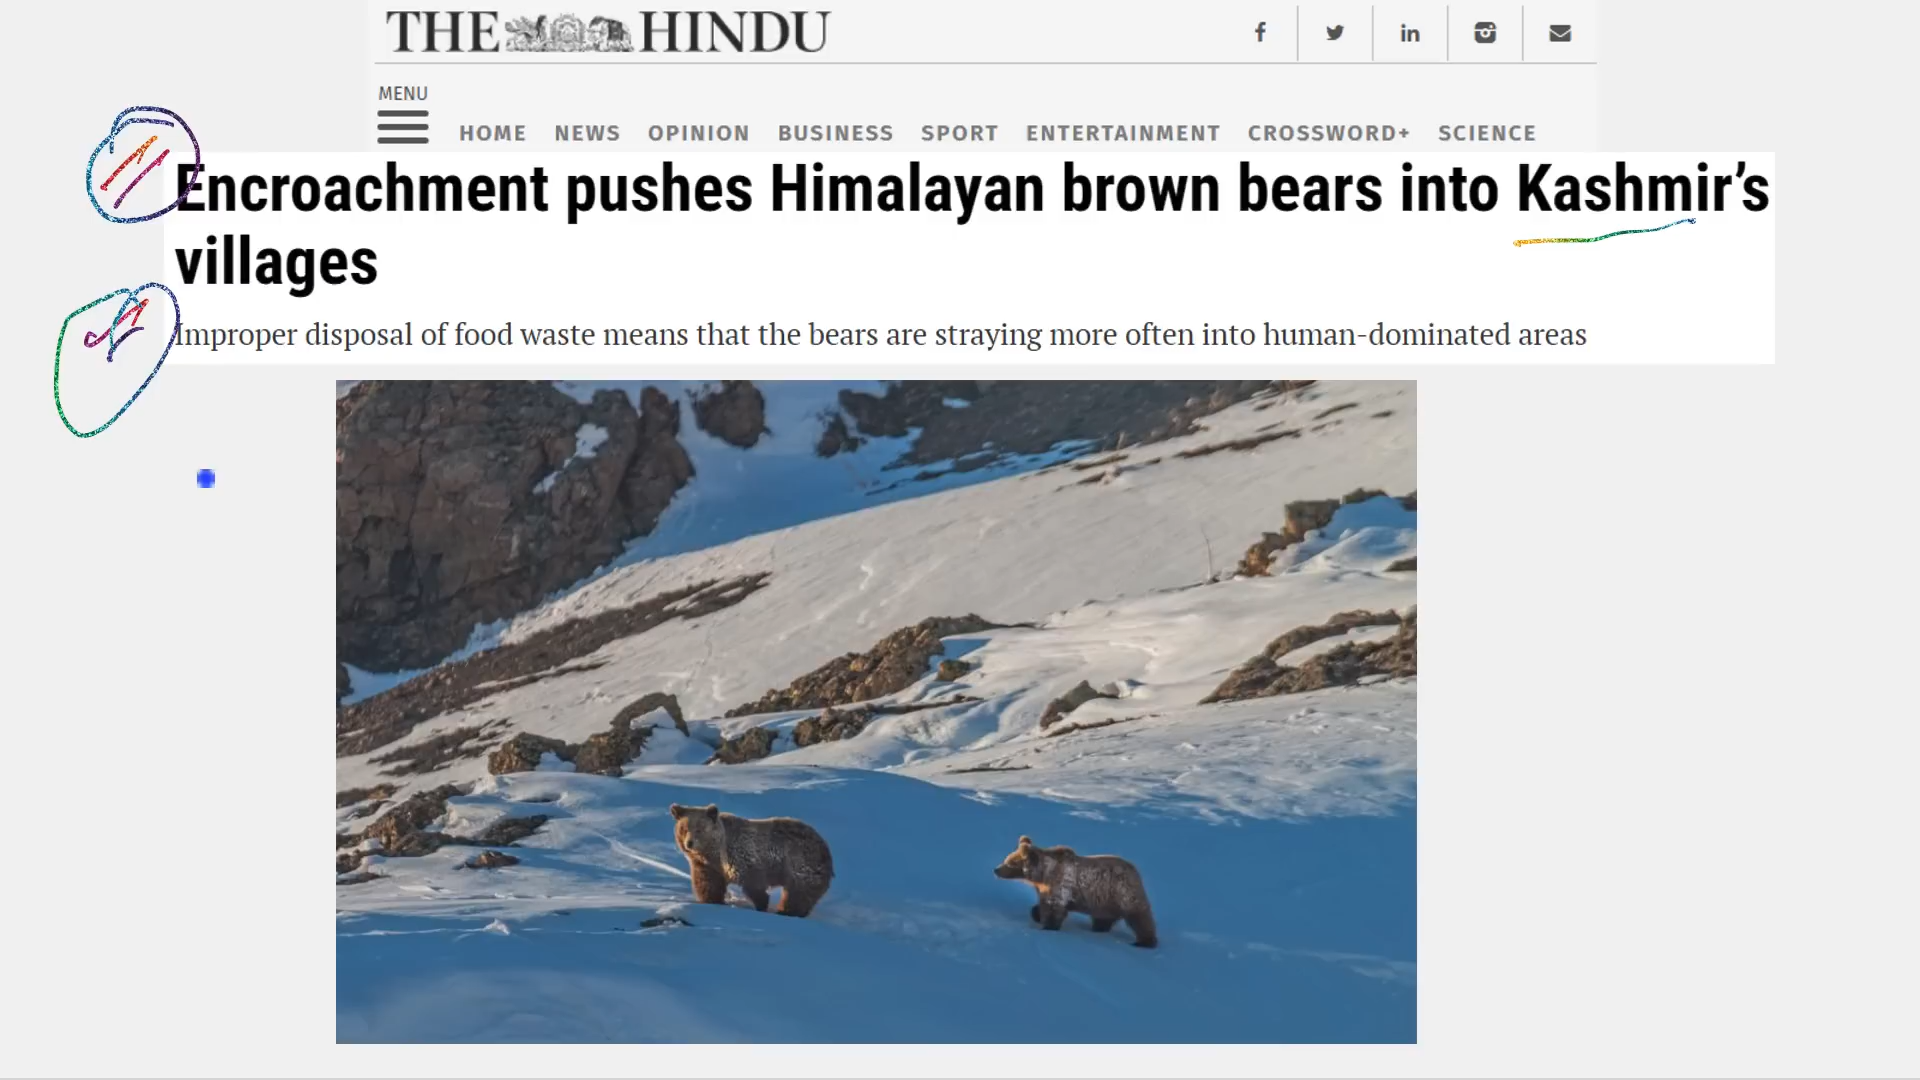 THE HINDU
MENU
HOME NEWS OPINION BUSINESS SPORT ENTERTAINMENT CROSSWORD+ SCIENCE
Encroachment pushes Himalayan brown bears into Kashmir's
villages
Improper disposal of food waste means that the bears are straying more often into human-dominated areas